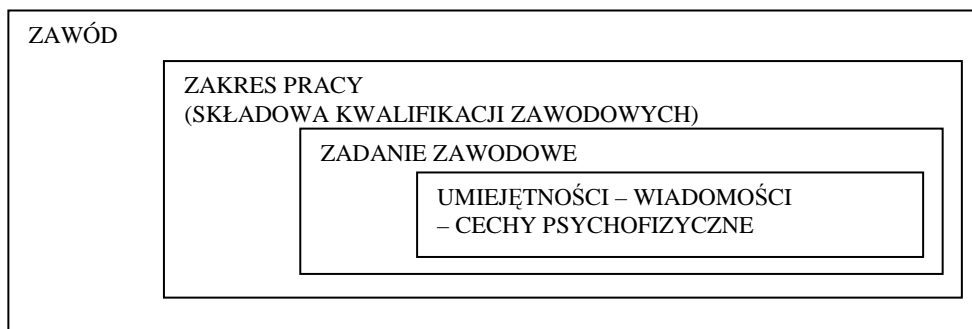 ZAWÓD
ZAKRES PRACY
(SKŁADOWA KWALIFIKACJI ZAWODOWYCH)
ZADANIE ZAWODOWE
UMIEJĘTNOŚCI – WIADOMOŚCI
– CECHY PSYCHOFIZYCZNE